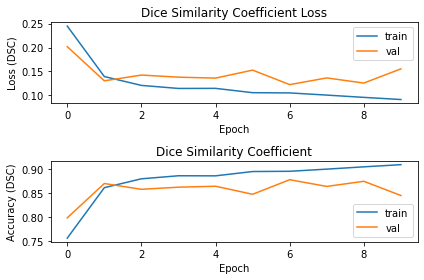 Dice Similarity Coefficient Loss
0.25
0.20
0.15
0.10
Loss (DSC)
train
val
0 2 4 6 8
Epoch
Dice Similarity Coefficient
0.90
0.85
0.80
0.75
Accuracy (DSC)
train
val
0 2 4 6 8
Epoch